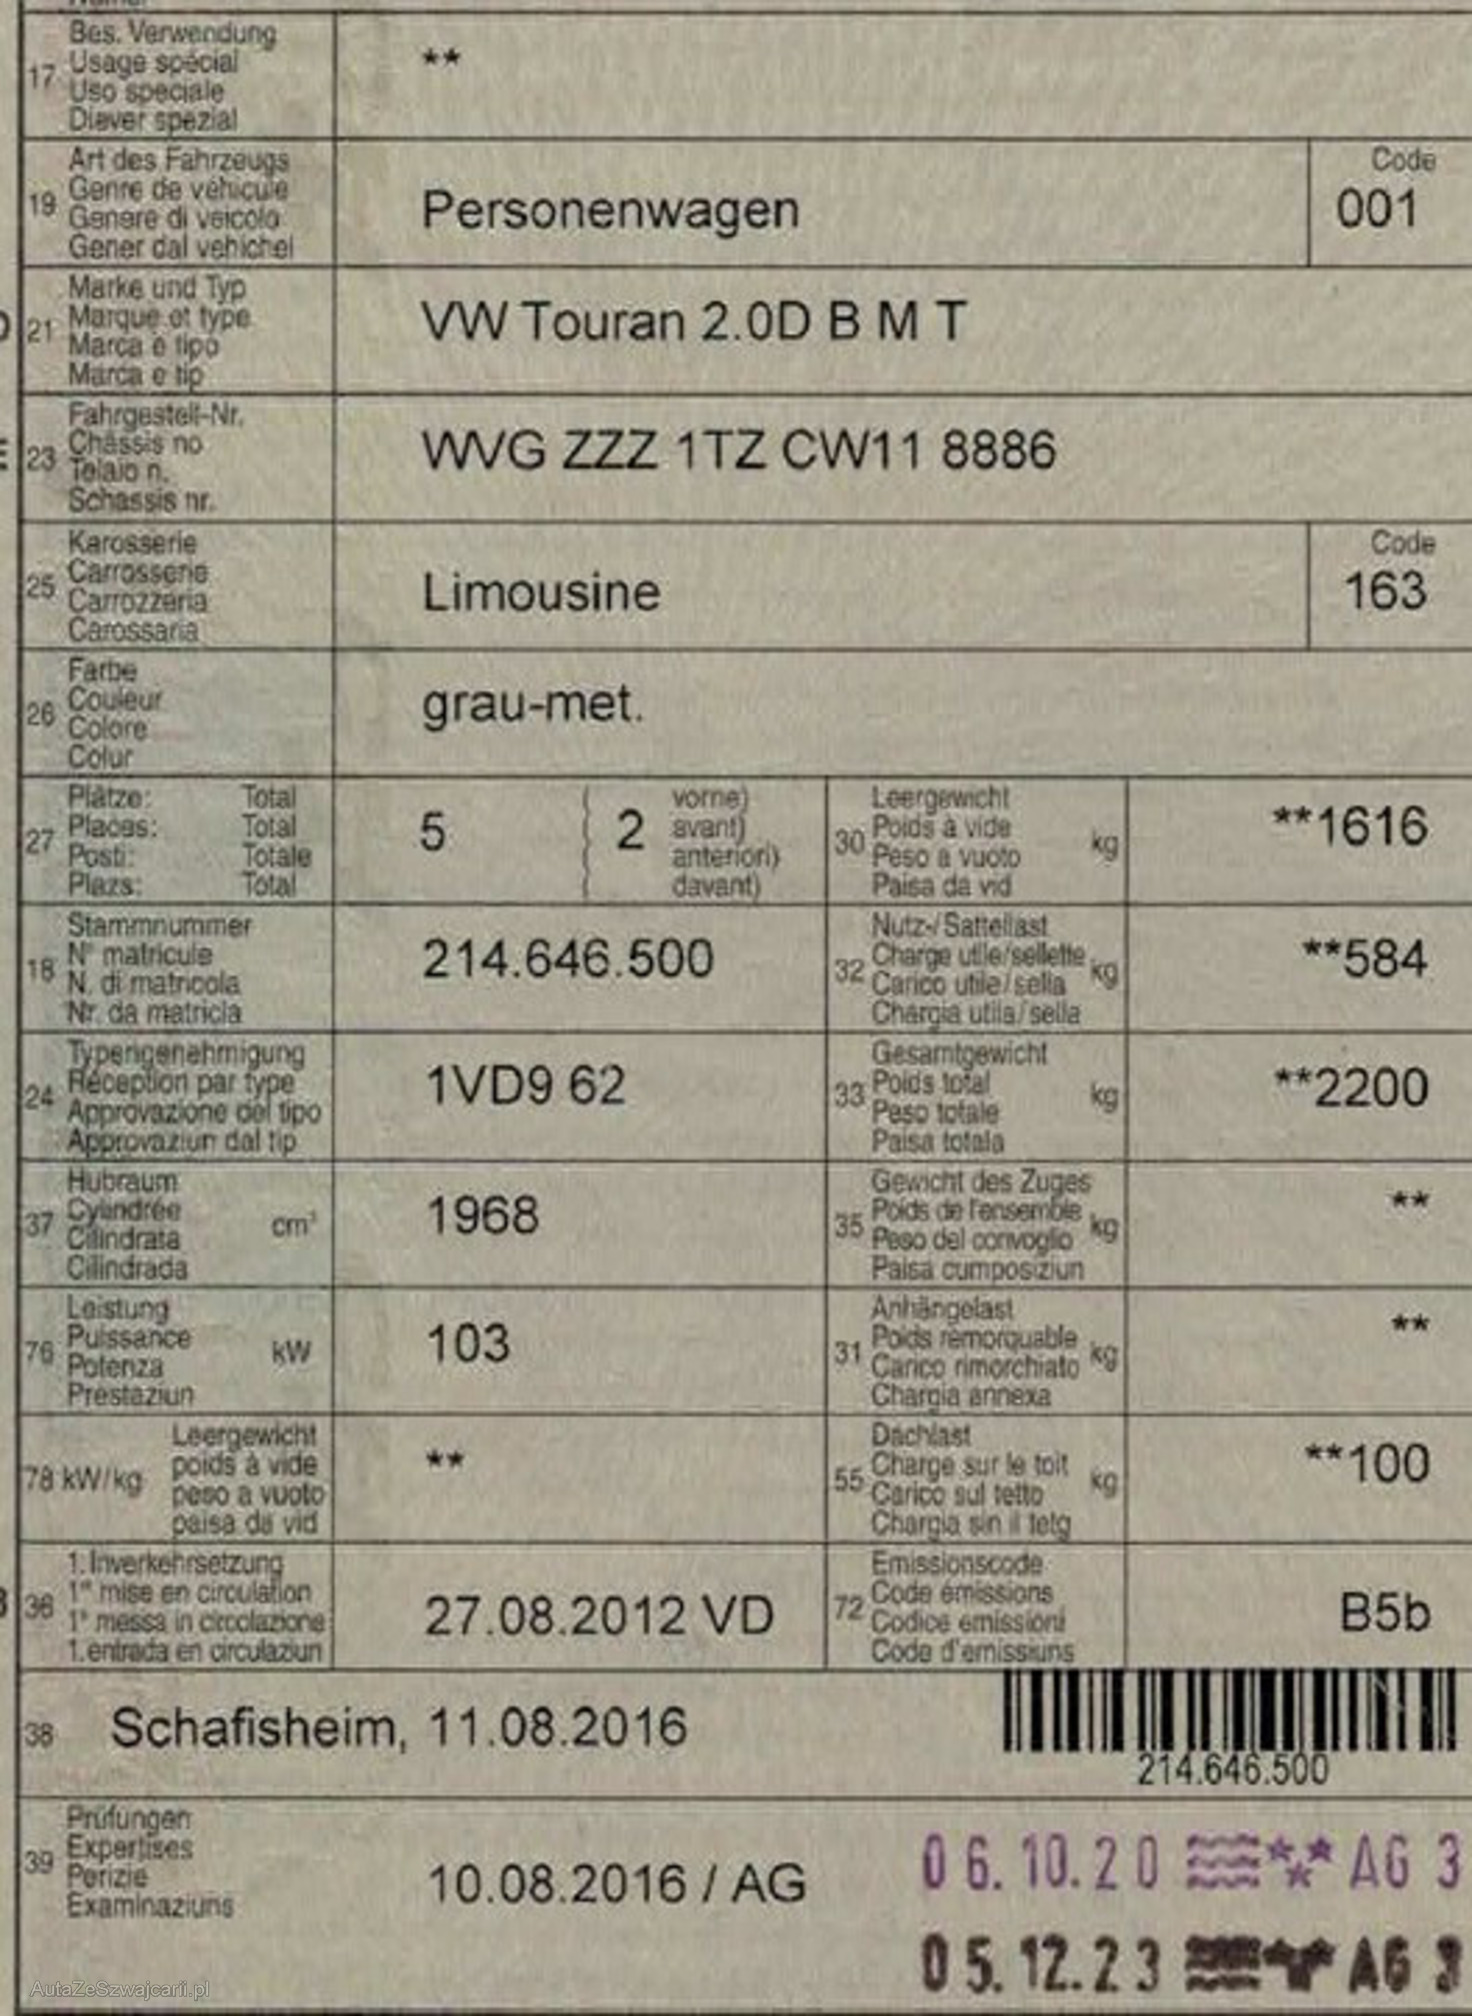 17 Bes. Verwendung
Usage spécial
Uso speciale
Diever spezial
**
19 Art des Fahrzeugs
Genre de véhicule
Genere di veicolo
Gener dal vehichel
Personenwagen
Code
001
21 Marke und Typ
Marque et type
Marca e tipo
Marca e tip
VW Touran 2.0D B M T
23 Fahrgestell-Nr.
Châssis no
Telaio n.
Schassis nr.
WVG ZZZ 1TZ CW11 8886
25 Karosserie
Carrosserie
Carrozzeria
Carossaria
Limousine
Code
163
26 Farbe
Couleur
Colore
Colur
grau-met.
27 Plätze: Total
Places: Total
Posti: Totale
Plazs: Total
5
2
vorne)
avant)
anteriori)
davant)
30 Leergewicht
Poids à vide
Peso a vuoto
Paisa da vid
kg
**1616
18 Stammnummer
N° matricule
N. di matricola
Nr. da matricla
214.646.500
32 Nutz-/Sattellast
Charge utile/sellette
Carico utile/sella
Chargia utila/sella
kg
**584
24 Typengenehmigung
Réception par type
Approvazione del tipo
Approvaziun dal tip
1VD9 62
33 Gesamtgewicht
Poids total
Peso totale
Paisa totala
kg
**2200
37 Hubraum
Cylindrée
Cilindrata
Cilindrada
cm³
1968
35 Gewicht des Zuges
Poids de l'ensemble
Peso del convoglio
Paisa cumposiziun
kg
**
76 Leistung
Puissance
Potenza
Prestaziun
kW
103
31 Anhängelast
Poids remorquable
Carico rimorchiato
Chargia annexa
kg
**
78 kW/kg
Leergewicht
poids à vide
peso a vuoto
paisa da vid
**
55 Dachlast
Charge sur le toit
Carico sul tetto
Chargia sin il tetg
kg
**100
36 1. Inverkehrsetzung
1re mise en circulation
1a messa in circolazione
1. entrada en circulaziun
27.08.2012 VD
72 Emissionscode
Code émissions
Codice emissioni
Code d'emissiuns
B5b
38 Schafisheim, 11.08.2016
214.646.500
39 Prüfungen
Expertises
Perizie
Examinaziuns
10.08.2016 / AG
06.10.20 AG 3
05.12.23 AG 3
AutaZeSzwajcarii.pl